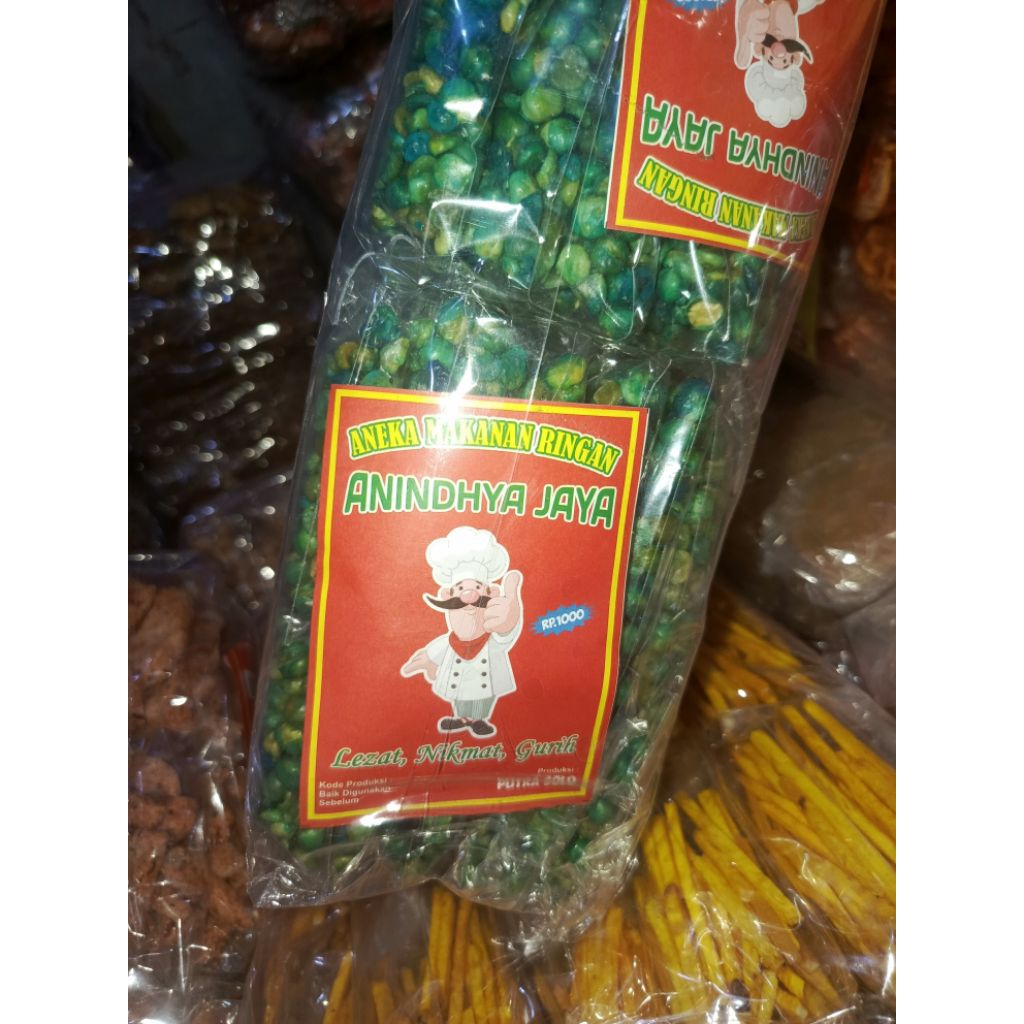 ANINDHYA JAYA
RINGAN
ANEKA MAKANAN RINGAN
ANINDHYA JAYA
RP.1000
Lezat, Nikmat, Gurih
Kode Produksi :
Baik Digunakan
Sebelum
Produksi :
PUTRA SOLO